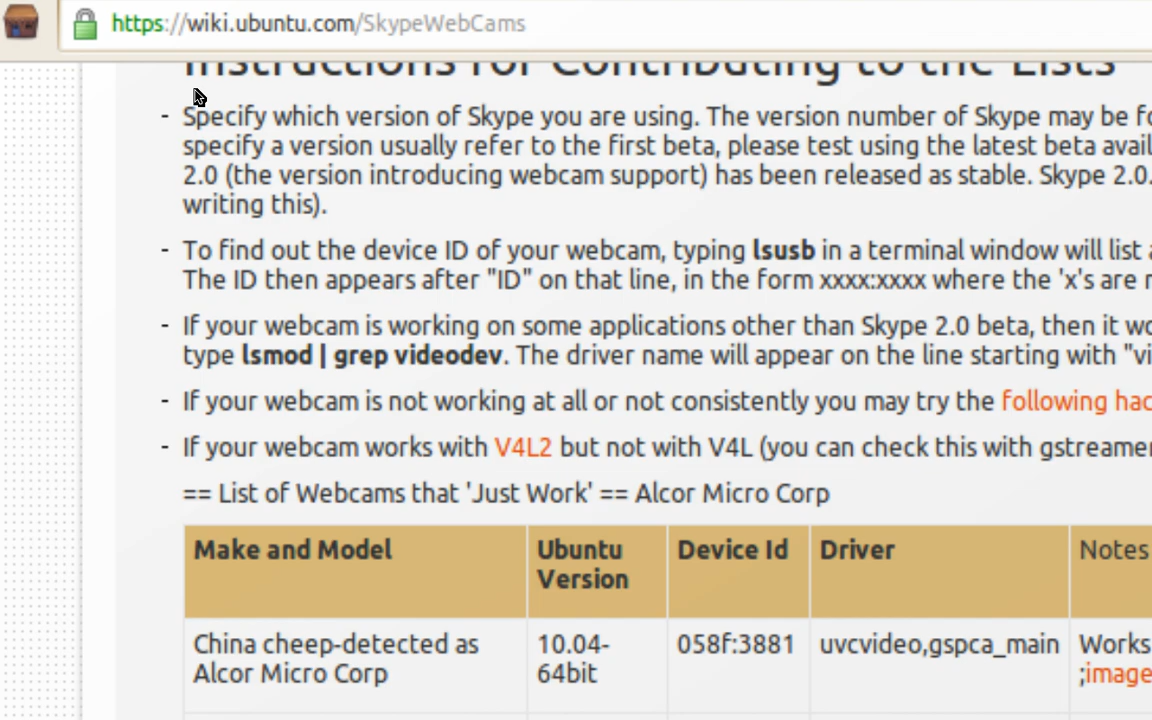 https://wiki.ubuntu.com/SkypeWebCams
Instructions for Contributing to the Lists
- Specify which version of Skype you are using. The version number of Skype may be
specify a version usually refer to the first beta, please test using the latest beta
2.0 (the version introducing webcam support) has been released as stable. Skype 2.0.
writing this).
- To find out the device ID of your webcam, typing lsusb in a terminal window will list
The ID then appears after "ID" on that line, in the form xxxx:xxxx where the 'x's are
- If your webcam is working on some applications other than Skype 2.0 beta, then it
type lsmod | grep videodev. The driver name will appear on the line starting with "vi
- If your webcam is not working at all or not consistently you may try the following
- If your webcam works with V4L2 but not with V4L (you can check this with gstreamer
== List of Webcams that 'Just Work' == Alcor Micro Corp
Make and Model Ubuntu Version Device Id Driver Notes
China cheep-detected as Alcor Micro Corp 10.04-64bit 058f:3881 uvcvideo,gspca_main Works ;image